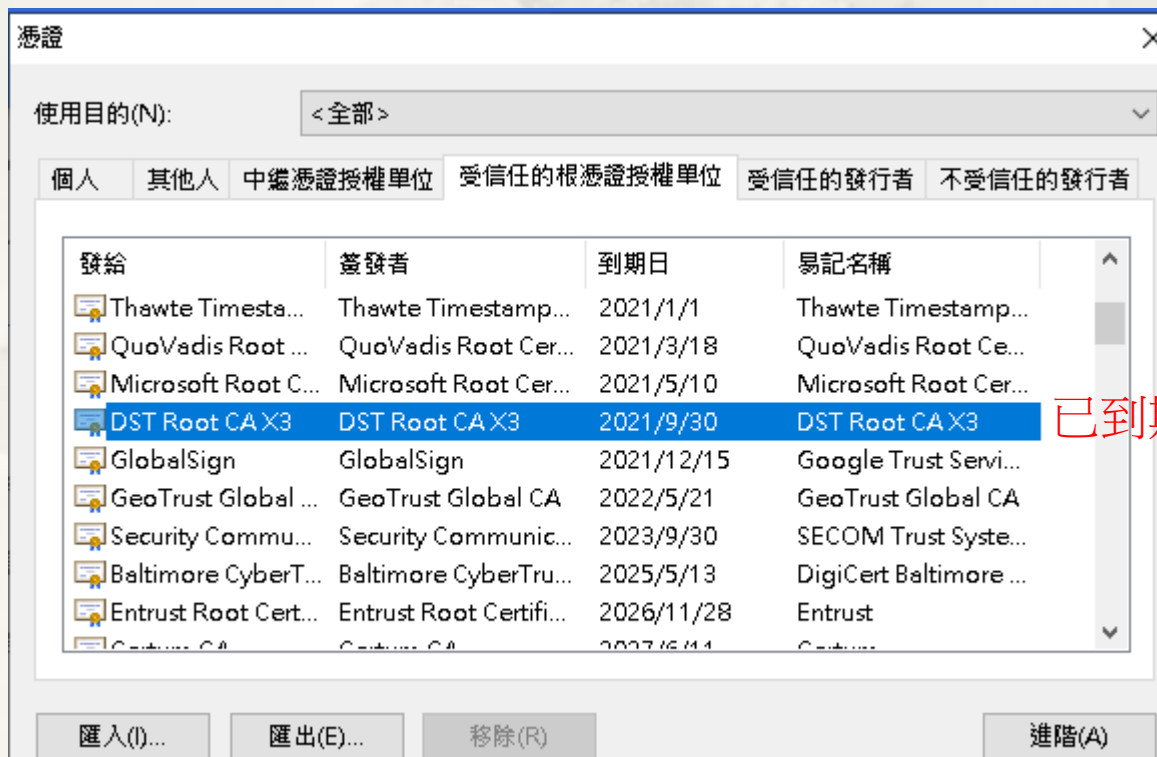 憑證
使用目的(N): <全部>
個人 其他人 中繼憑證授權單位 受信任的根憑證授權單位 受信任的發行者 不受信任的發行者
發給 簽發者 到期日 易記名稱
Thawte Timesta... Thawte Timestamp... 2021/1/1 Thawte Timestamp...
QuoVadis Root ... QuoVadis Root Cer... 2021/3/18 QuoVadis Root Ce...
Microsoft Root C... Microsoft Root Cer... 2021/5/10 Microsoft Root Cer...
DST Root CA X3 DST Root CA X3 2021/9/30 DST Root CA X3 已到
GlobalSign GlobalSign 2021/12/15 Google Trust Servi...
GeoTrust Global ... GeoTrust Global CA 2022/5/21 GeoTrust Global CA
Security Commu... Security Communic... 2023/9/30 SECOM Trust Syste...
Baltimore CyberT... Baltimore CyberTru... 2025/5/13 DigiCert Baltimore ...
Entrust Root Cert... Entrust Root Certifi... 2026/11/28 Entrust
匯入(I)... 匯出(E)... 移除(R) 進階(A)